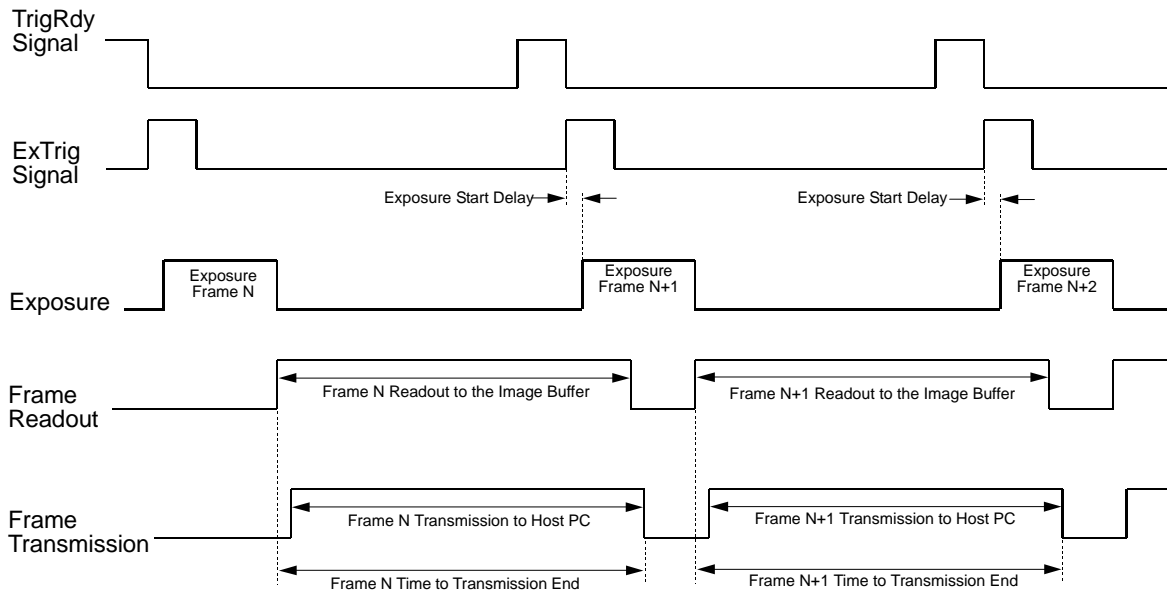 TrigRdy
Signal
ExTrig
Signal
Exposure Start Delay
Exposure Start Delay
Exposure
Exposure
Frame N
Exposure
Frame N+1
Exposure
Frame N+2
Frame
Readout
Frame N Readout to the Image Buffer
Frame N+1 Readout to the Image Buffer
Frame
Transmission
Frame N Transmission to Host PC
Frame N+1 Transmission to Host PC
Frame N Time to Transmission End
Frame N+1 Time to Transmission End